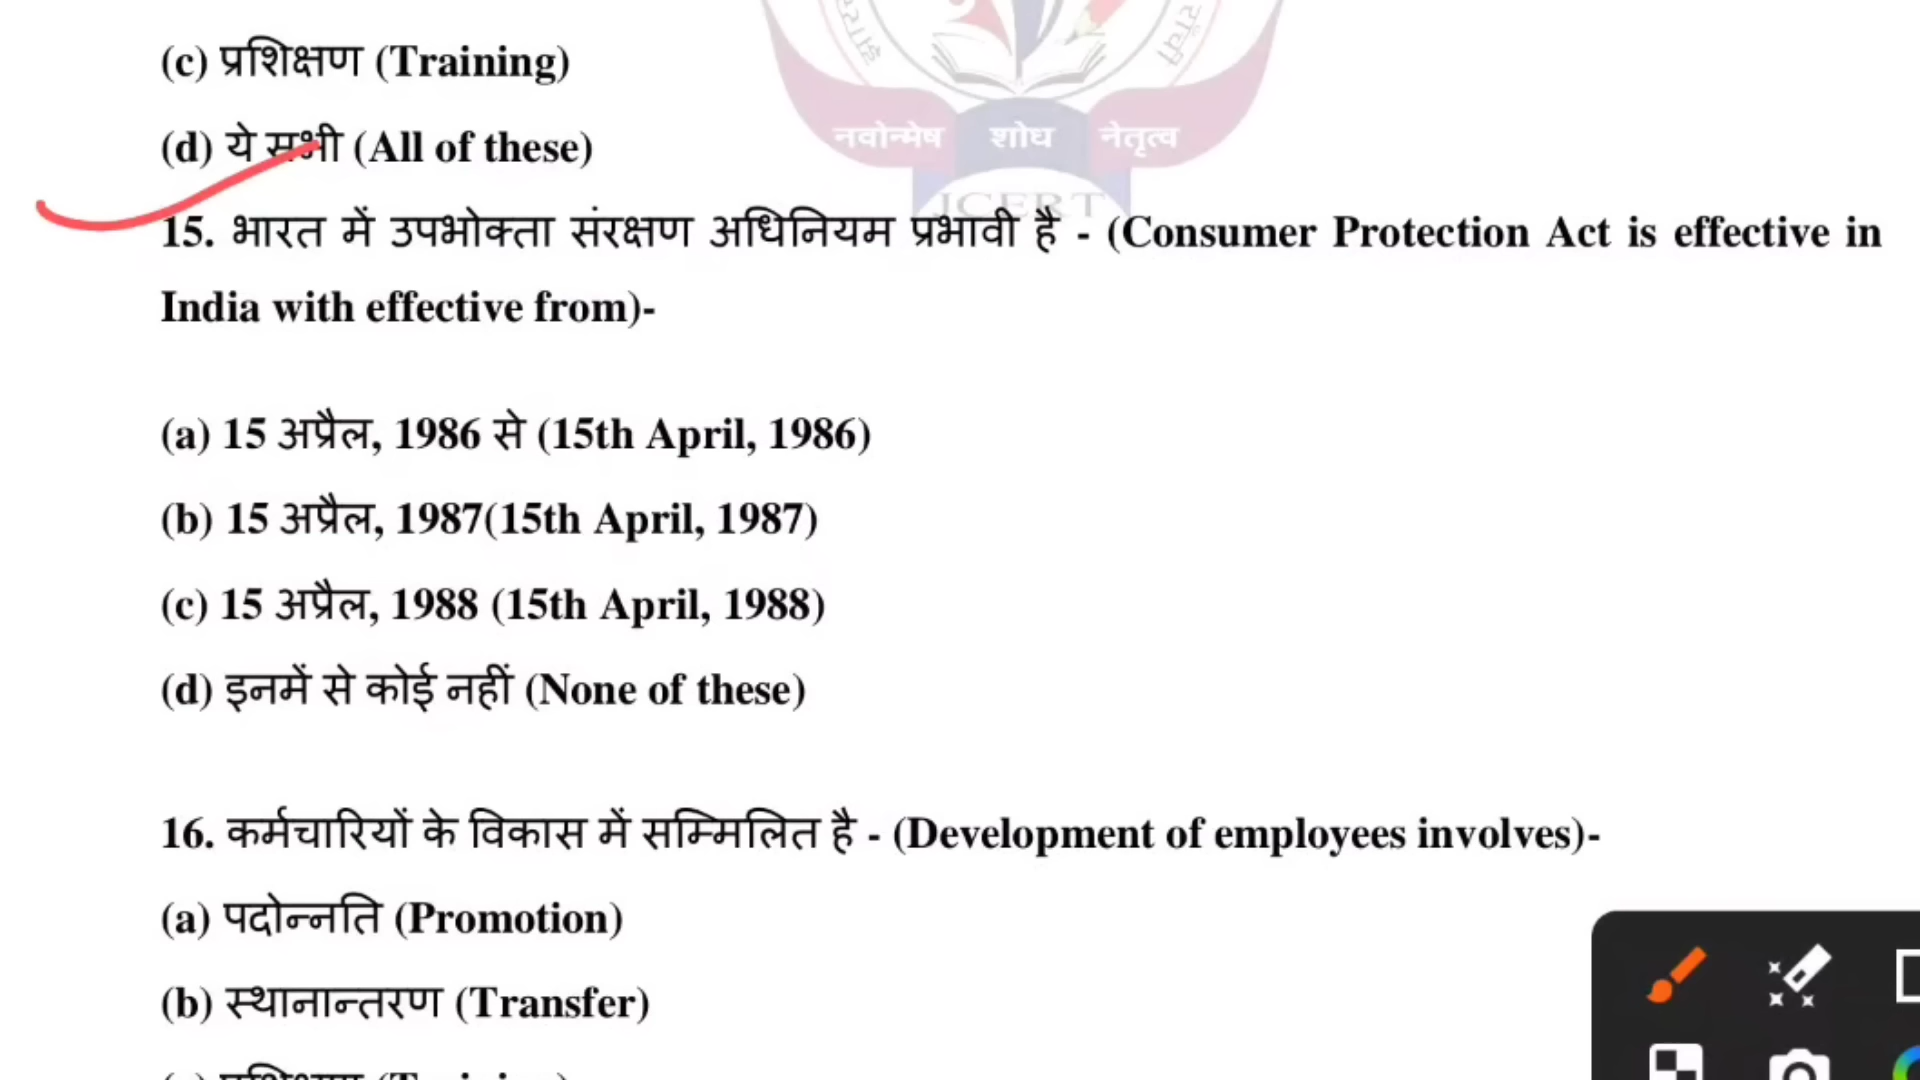 (c) प्रशिक्षण (Training)
(d) ये सभी (All of these)
नवोन्मेष शोध नेतृत्व
JCERT
15. भारत में उपभोक्ता संरक्षण अधिनियम प्रभावी है - (Consumer Protection Act is effective in
India with effective from)-
(a) 15 अप्रैल, 1986 से (15th April, 1986)
(b) 15 अप्रैल, 1987(15th April, 1987)
(c) 15 अप्रैल, 1988 (15th April, 1988)
(d) इनमें से कोई नहीं (None of these)
16. कर्मचारियों के विकास में सम्मिलित है - (Development of employees involves)-
(a) पदोन्नति (Promotion)
(b) स्थानान्तरण (Transfer)